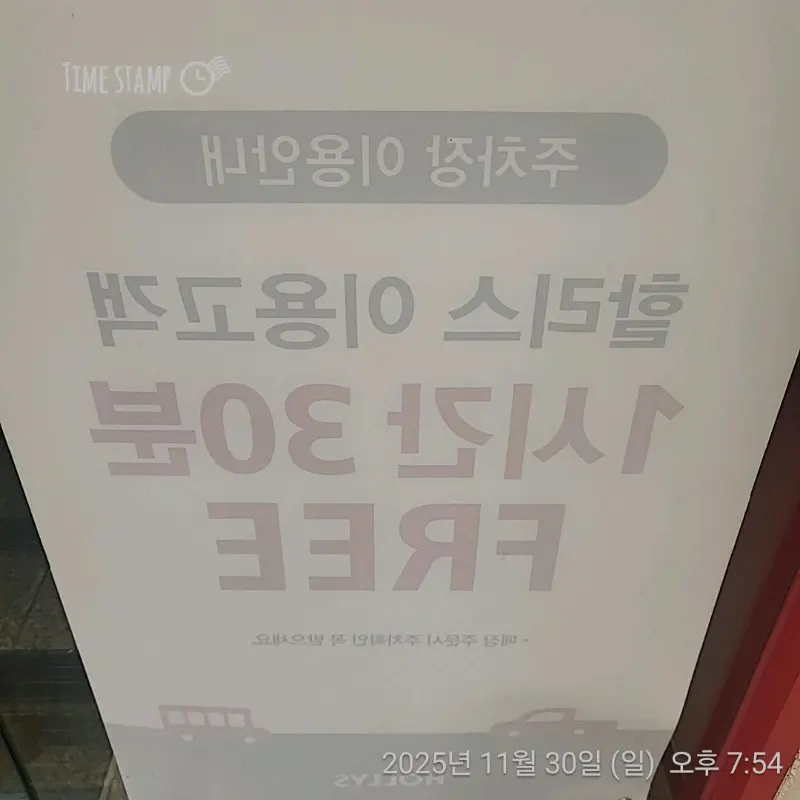 TIME STAMP
주차장 이용안내
할리스 이용고객
1시간 30분
FREE
• 매장 주문시 주차확인 꼭 받으세요.
HOLLYS
2025년 11월 30일 (일) 오후 7:54